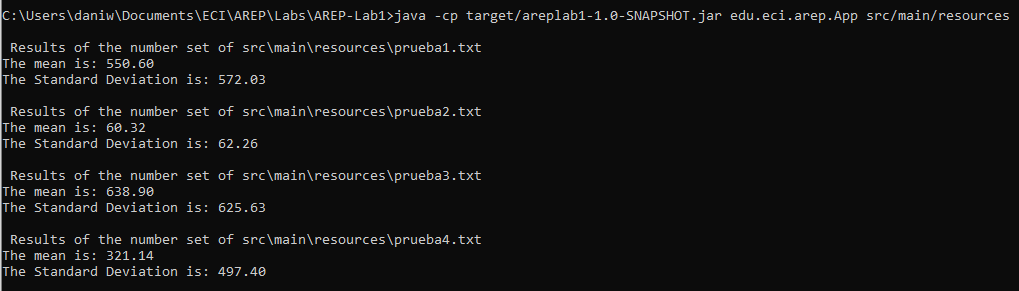 C:\Users\daniw\Documents\ECI\AREP\Labs\AREP-Lab1>java -cp target/areplab1-1.0-SNAPSHOT.jar edu.eci.arep.App src/main/resources
Results of the number set of src\main\resources\prueba1.txt
The mean is: 550.60
The Standard Deviation is: 572.03
Results of the number set of src\main\resources\prueba2.txt
The mean is: 60.32
The Standard Deviation is: 62.26
Results of the number set of src\main\resources\prueba3.txt
The mean is: 638.90
The Standard Deviation is: 625.63
Results of the number set of src\main\resources\prueba4.txt
The mean is: 321.14
The Standard Deviation is: 497.40